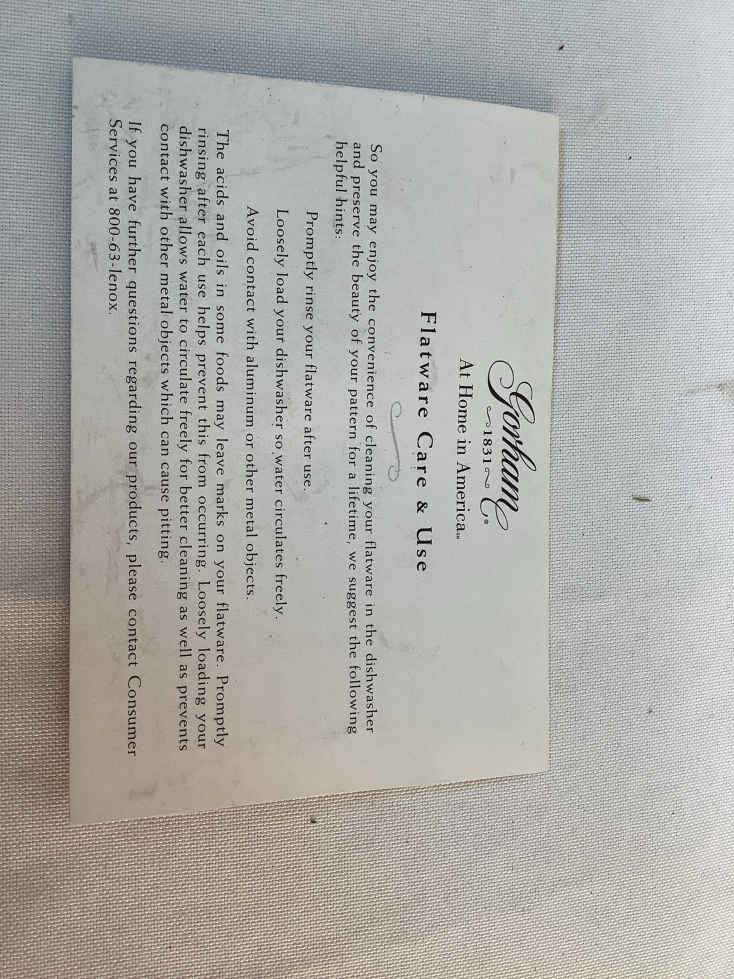 Gorham®
1831
At Home in America℠
Flatware Care & Use
So you may enjoy the convenience of cleaning your flatware in the dishwasher
and preserve the beauty of your pattern for a lifetime, we suggest the following
helpful hints:
Promptly rinse your flatware after use.
Loosely load your dishwasher so water circulates freely.
Avoid contact with aluminum or other metal objects.
The acids and oils in some foods may leave marks on your flatware. Promptly
rinsing after each use helps prevent this from occurring. Loosely loading your
dishwasher allows water to circulate freely for better cleaning as well as prevents
contact with other metal objects which can cause pitting.
If you have further questions regarding our products, please contact Consumer
Services at 800-63-lenox.